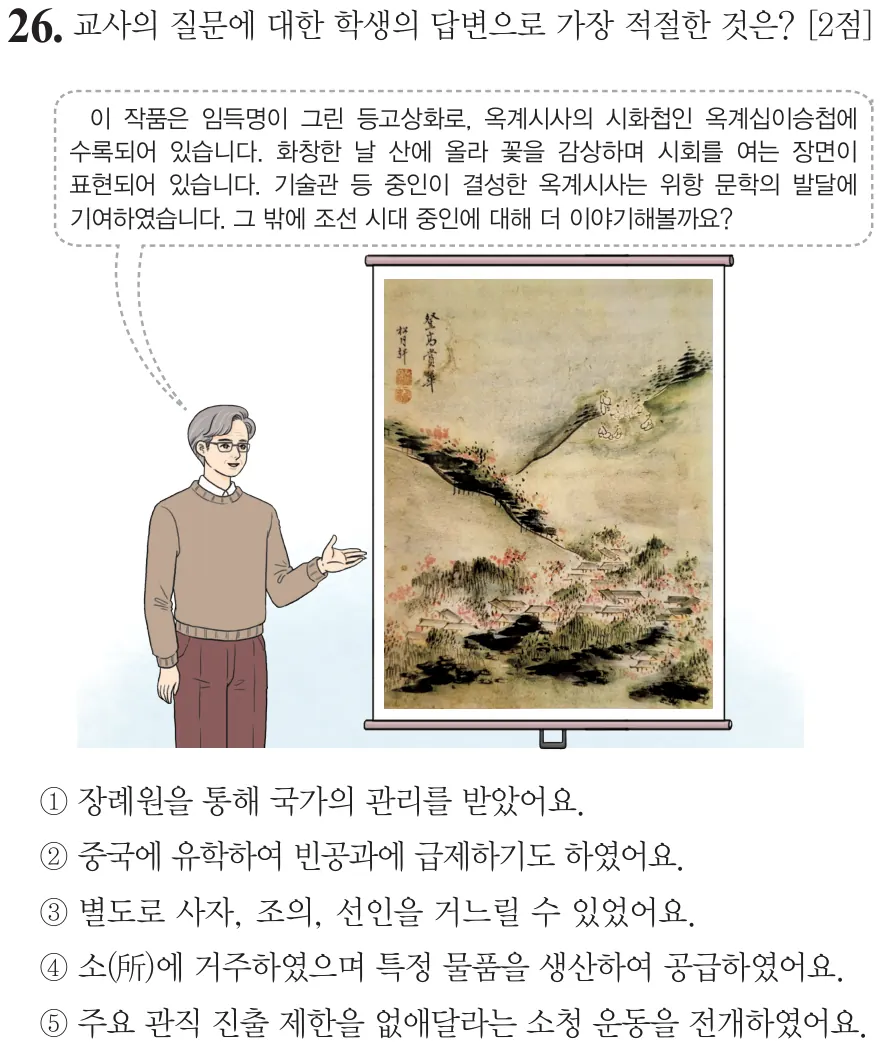 26. 교사의 질문에 대한 학생의 답변으로 가장 적절한 것은? [2점]
이 작품은 임득명이 그린 등고상화로, 옥계시사의 시화첩인 옥계십이승첩에
수록되어 있습니다. 화창한 날 산에 올라 꽃을 감상하며 시회를 여는 장면이
표현되어 있습니다. 기술관 등 중인이 결성한 옥계시사는 위항 문학의 발달에
기여하였습니다. 그 밖에 조선 시대 중인에 대해 더 이야기해볼까요?
登高賞華
松月軒
① 장례원을 통해 국가의 관리를 받았어요.
② 중국에 유학하여 빈공과에 급제하기도 하였어요.
③ 별도로 사자, 조의, 선인을 거느릴 수 있었어요.
④ 소(所)에 거주하였으며 특정 물품을 생산하여 공급하였어요.
⑤ 주요 관직 진출 제한을 없애달라는 소청 운동을 전개하였어요.